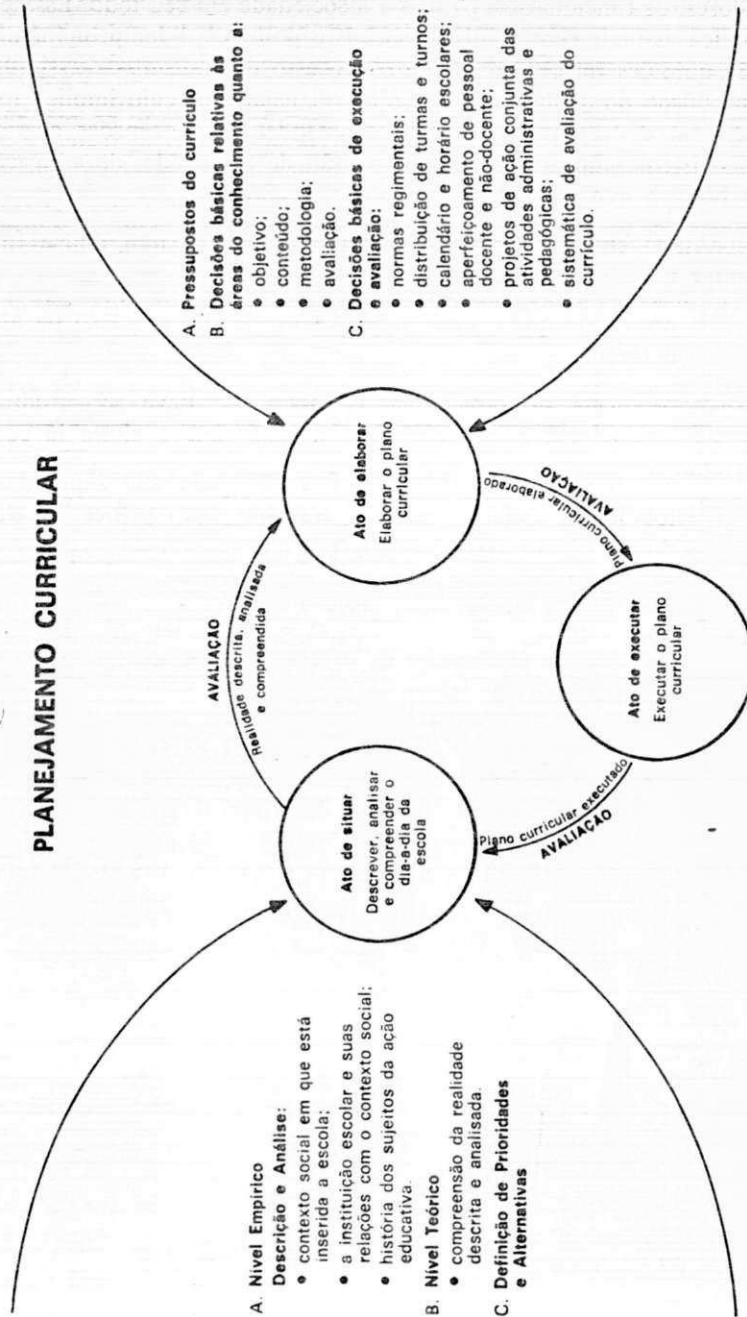 PLANEJAMENTO CURRICULAR
A. Nível Empírico
Descrição e Análise:
• contexto social em que está
inserida a escola;
• a instituição escolar e suas
relações com o contexto social;
• história dos sujeitos da ação
educativa.
B. Nível Teórico
• compreensão da realidade
descrita e analisada.
C. Definição de Prioridades
e Alternativas
Ato de situar
Descrever, analisar
e compreender o
dia-a-dia da
escola
AVALIAÇÃO
Realidade descrita, analisada
e compreendida
Ato de elaborar
Elaborar o plano
curricular
Plano curricular elaborado
AVALIAÇÃO
Ato de executar
Executar o plano
curricular
Plano curricular executado
AVALIAÇÃO
A. Pressupostos do currículo
B. Decisões básicas relativas às
áreas do conhecimento quanto a:
• objetivo;
• conteúdo;
• metodologia;
• avaliação.
C. Decisões básicas de execução
e avaliação:
• normas regimentais;
• distribuição de turmas e turnos;
• calendário e horário escolares;
• aperfeiçoamento de pessoal
docente e não-docente;
• projetos de ação conjunta das
atividades administrativas e
pedagógicas;
• sistemática de avaliação do
currículo.